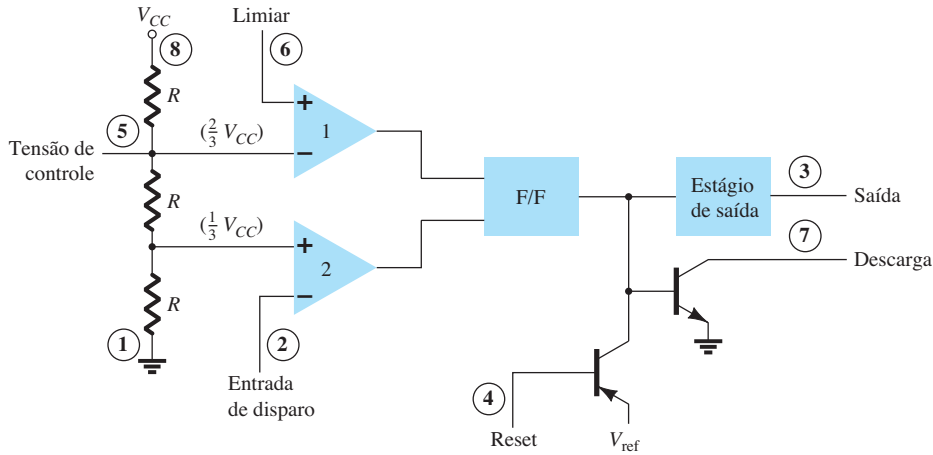 V_CC
8
R
Limiar
6
+
1
−
5
Tensão de
controle
(2/3 V_CC)
R
(1/3 V_CC)
+
2
−
R
1
2
Entrada
de disparo
F/F
Estágio
de saída
3
Saída
7
Descarga
4
Reset
V_ref